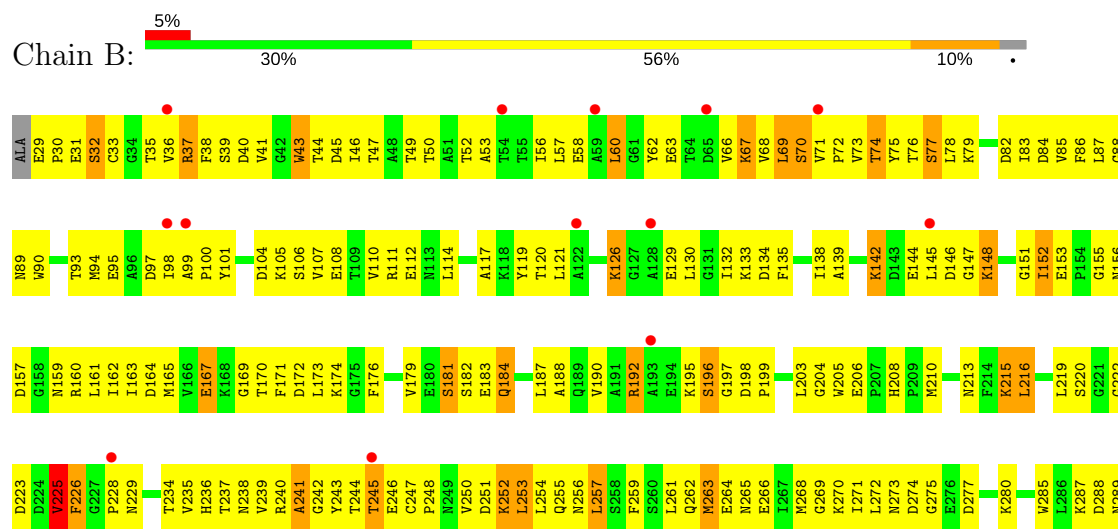 5%
Chain B:
30% 56% 10% •
ALA E29 P30 E31 S32 C33 G34 T35 V36 R37 F38 S39 D40 V41 G42 W43 T44 D45 I46 T47 A48 T49 T50 A51 T52 A53 T54 T55 I56 L57 E58 A59 L60 G61 Y62 E63 T64 D65 V66 K67 V68 L69 S70 V71 P72 V73 T74 Y75 T76 S77 L78 K79 D82 I83 D84 V85 F86 L87 G88
N89 W90 T93 M94 E95 A96 D97 I98 A99 P100 Y101 D104 K105 S106 V107 E108 T109 V110 R111 E112 N113 L114 A117 K118 Y119 T120 L121 A122 K126 G127 A128 E129 L130 G131 I132 K133 D134 F135 I138 A139 K142 D143 E144 L145 D146 G147 K148 G151 I152 E153 P154 G155 N156
D157 G158 N159 R160 L161 I162 I163 D164 M165 V166 E167 K168 G169 T170 F171 D172 L173 K174 G175 F176 V179 E180 S181 S182 E183 Q184 L187 A188 Q189 V190 A191 R192 A193 E194 K195 S196 G197 D198 P199 L203 G204 W205 E206 P207 H208 P209 M210 N213 F214 K215 L216 L219 S220 G221 G222
D223 D224 V225 F226 G227 P228 N229 T234 V235 H236 T237 N238 V239 R240 A241 G242 Y243 T244 T245 E246 C247 P248 N249 V250 D251 K252 L253 L254 Q255 N256 L257 S258 F259 S260 L261 Q262 M263 E264 N265 E266 I267 M268 G269 K270 I271 L272 N273 D274 G275 E276 D277 K280 W285 L286 K287 D288 N289